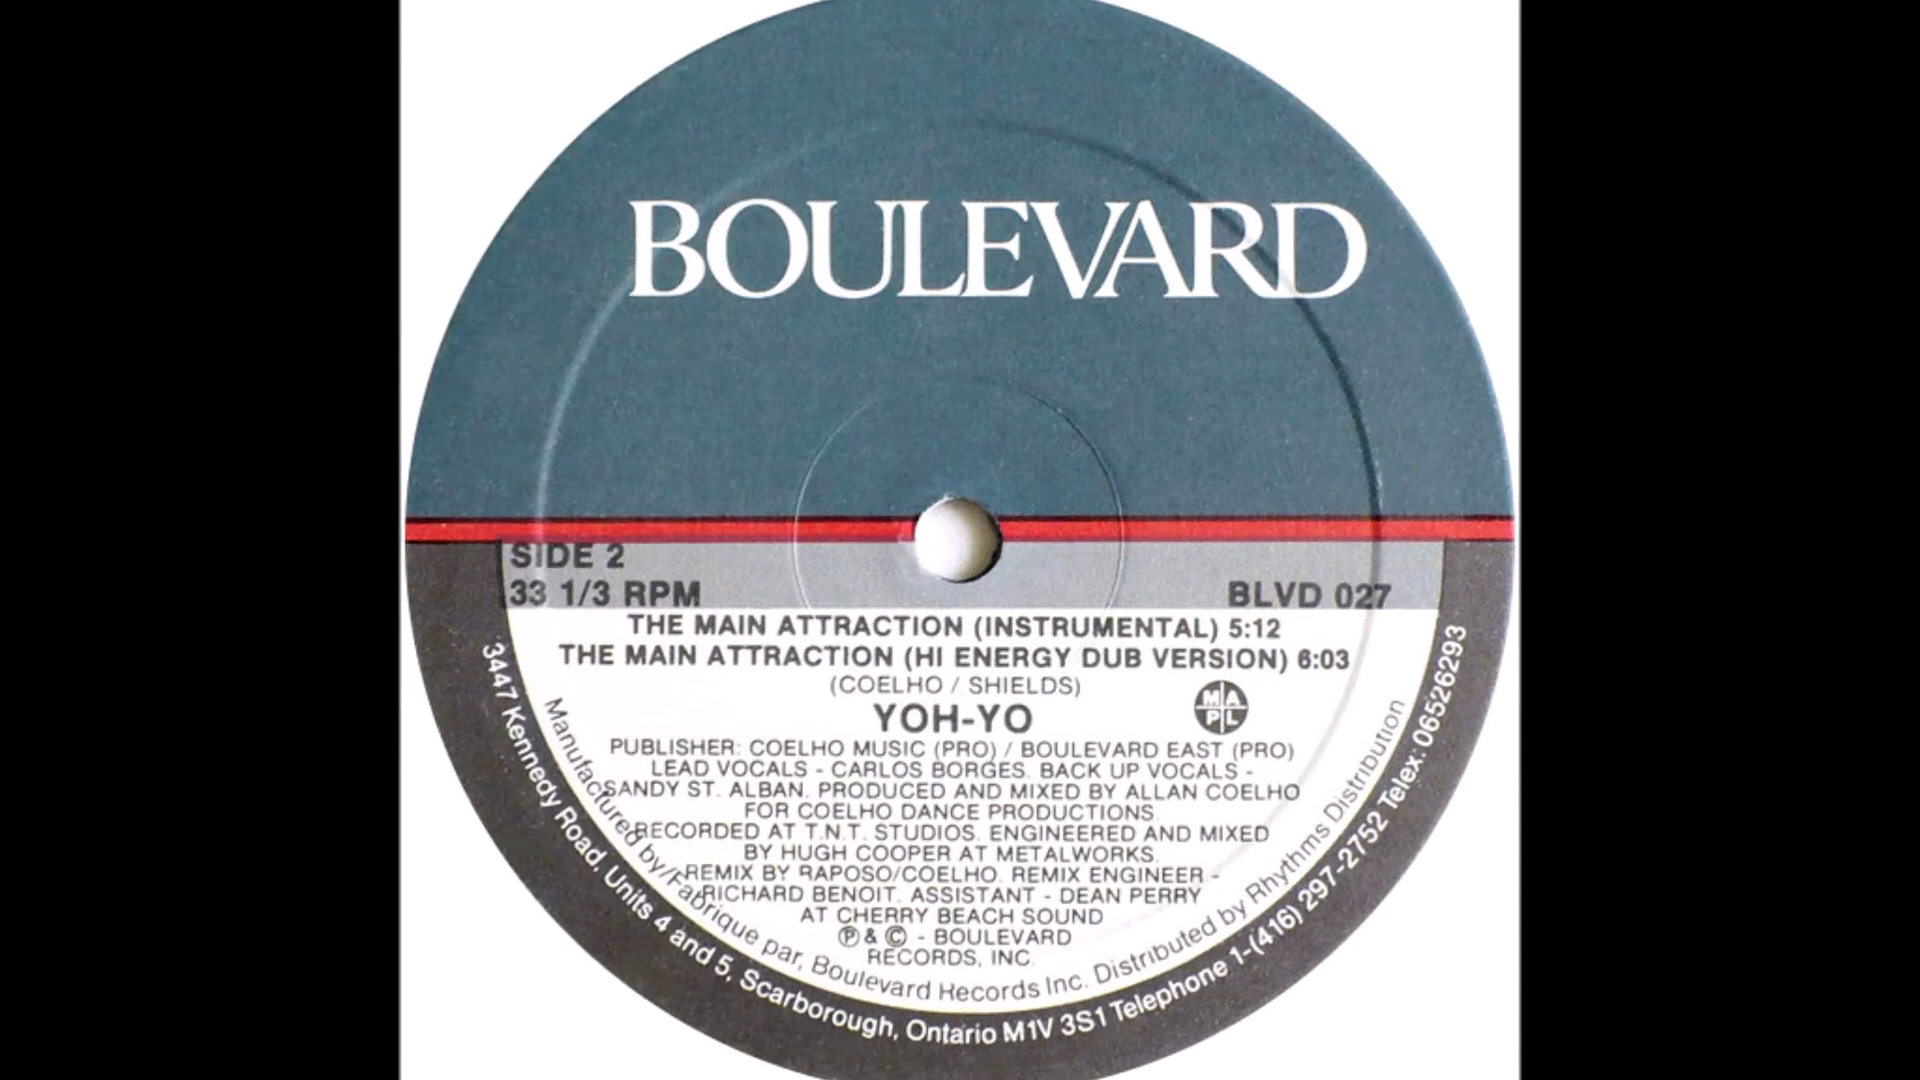 BOULEVARD
SIDE 2
33 1/3 RPM
BLVD 027
THE MAIN ATTRACTION (INSTRUMENTAL) 5:12
THE MAIN ATTRACTION (HI ENERGY DUB VERSION) 6:03
(COELHO / SHIELDS)
YOH-YO
MAPL
PUBLISHER: COELHO MUSIC (PRO) / BOULEVARD EAST (PRO)
LEAD VOCALS - CARLOS BORGES. BACK UP VOCALS -
SANDY ST. ALBAN. PRODUCED AND MIXED BY ALLAN COELHO
FOR COELHO DANCE PRODUCTIONS.
RECORDED AT T.N.T. STUDIOS. ENGINEERED AND MIXED
BY HUGH COOPER AT METALWORKS.
REMIX BY RAPOSO/COELHO. REMIX ENGINEER -
RICHARD BENOIT. ASSISTANT - DEAN PERRY
AT CHERRY BEACH SOUND
℗ & © - BOULEVARD
RECORDS, INC.
Manufactured by/Fabrique par, Boulevard Records Inc. Distributed by Rhythms Distribution
3447 Kennedy Road. Units 4 and 5, Scarborough, Ontario M1V 3S1 Telephone 1-(416) 297-2752 Telex: 06526293